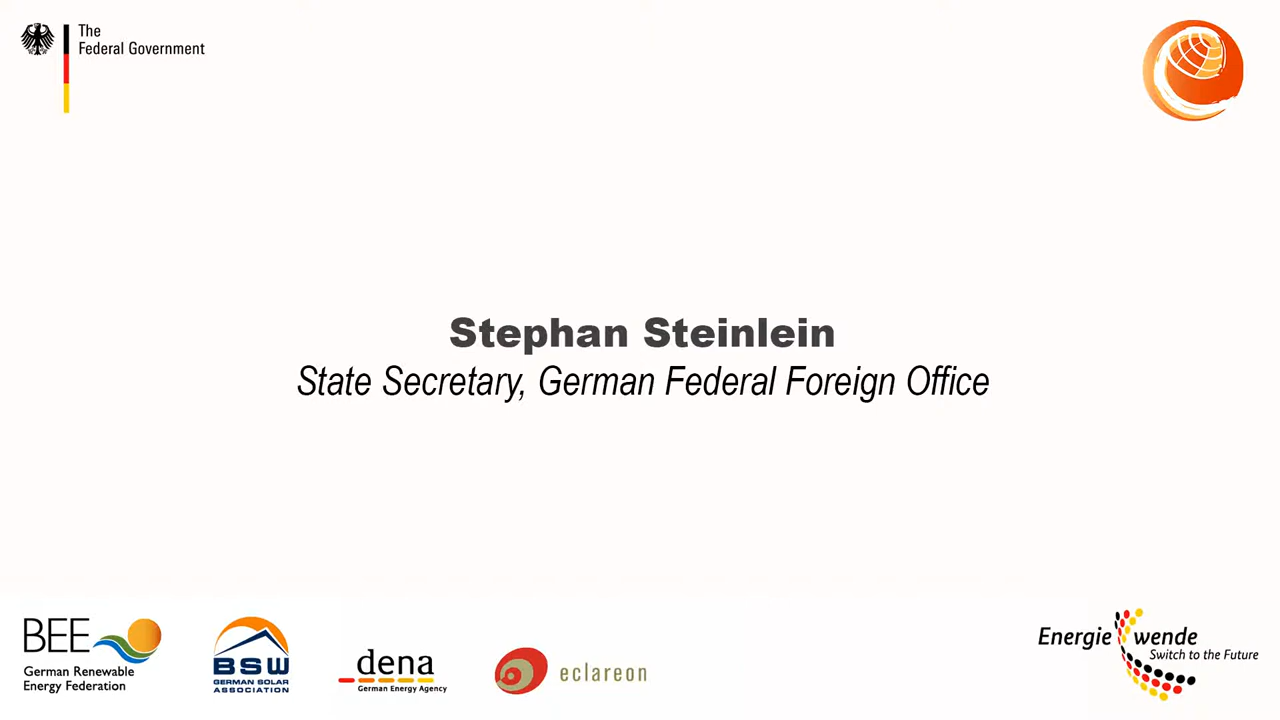 The
Federal Government
Stephan Steinlein
State Secretary, German Federal Foreign Office
BEE
German Renewable
Energy Federation
BSW
GERMAN SOLAR
ASSOCIATION
dena
German Energy Agency
eclareon
Energie wende
Switch to the Future